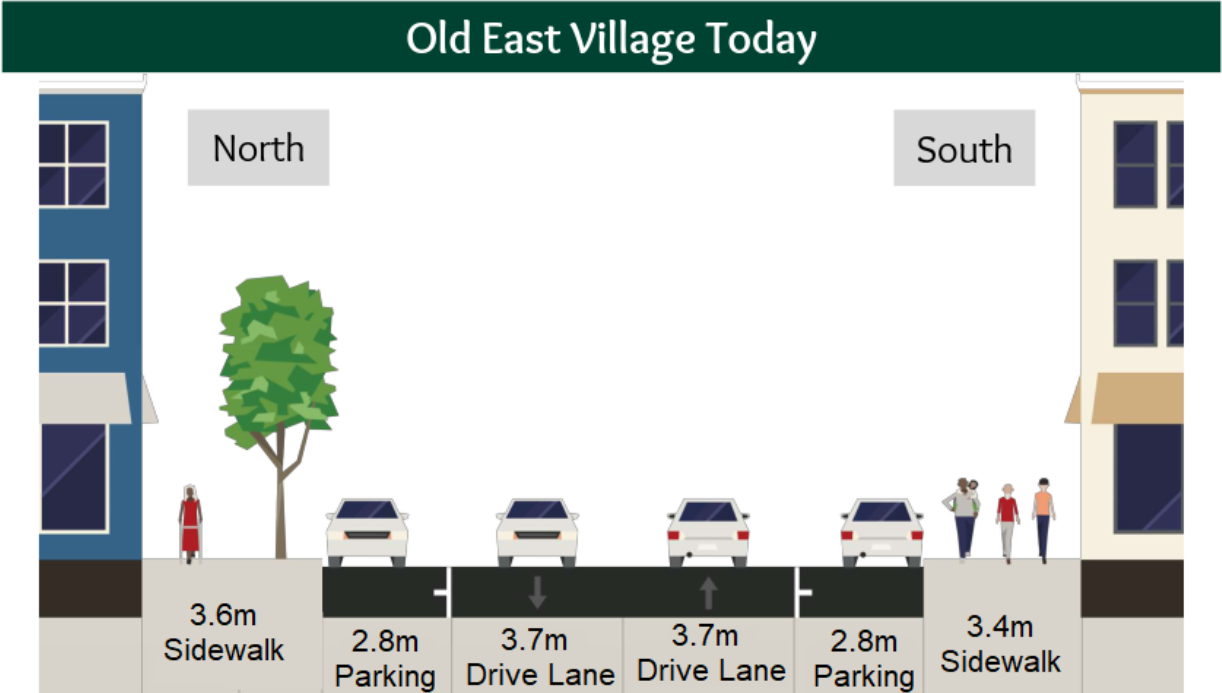 Old East Village Today
North
South
3.6m
Sidewalk
2.8m
Parking
3.7m
Drive Lane
3.7m
Drive Lane
2.8m
Parking
3.4m
Sidewalk